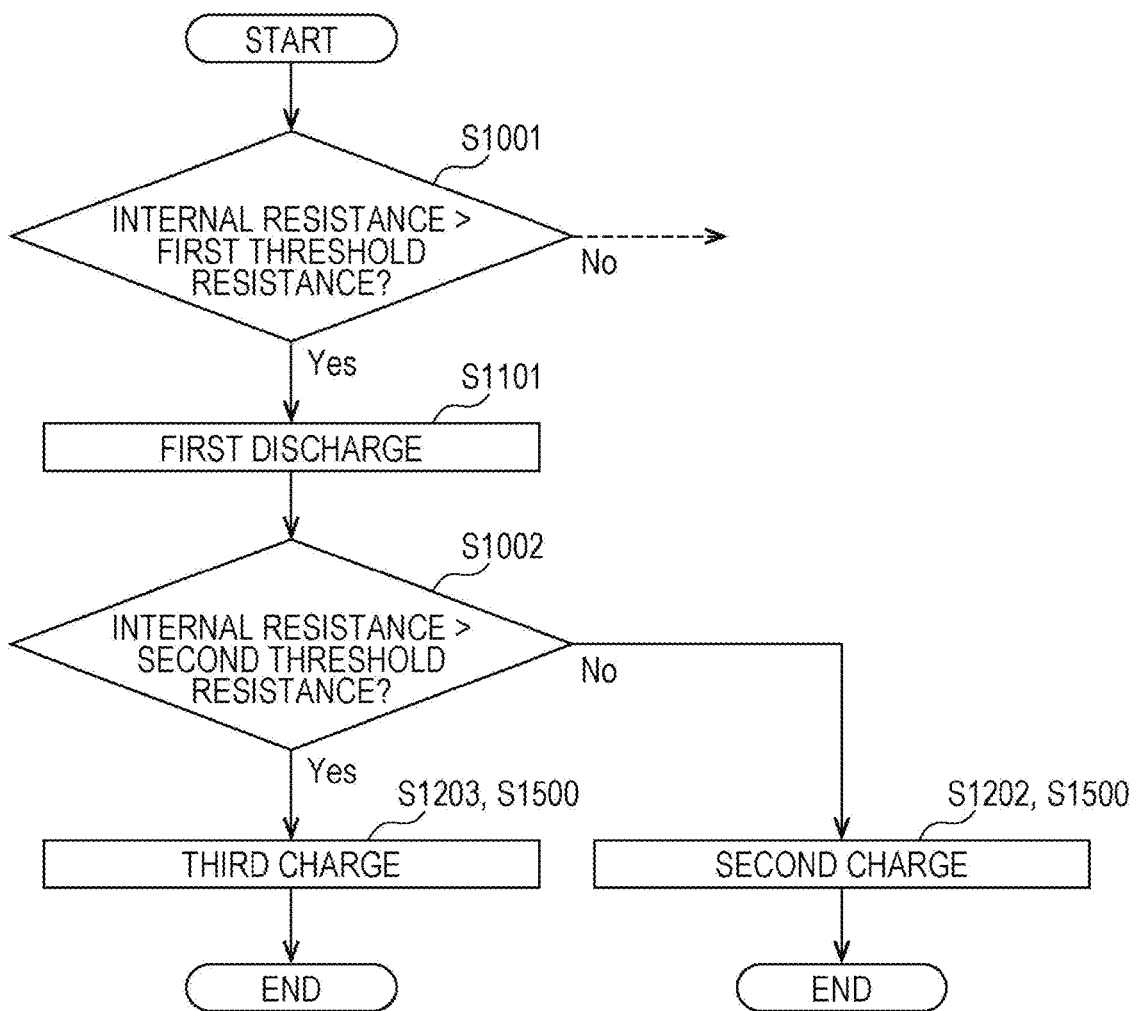 START
S1001
INTERNAL RESISTANCE >
FIRST THRESHOLD
RESISTANCE?
No
Yes
S1101
FIRST DISCHARGE
S1002
INTERNAL RESISTANCE >
SECOND THRESHOLD
RESISTANCE?
No
Yes
S1203, S1500
S1202, S1500
THIRD CHARGE
SECOND CHARGE
END
END